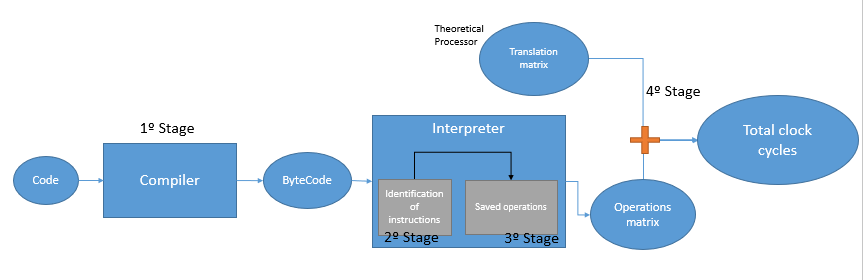 Theoretical
Processor
Translation
matrix
4º Stage
1º Stage
Interpreter
Total clock
cycles
Code
Compiler
ByteCode
Identification
of
instructions
Saved operations
Operations
matrix
2º Stage
3º Stage